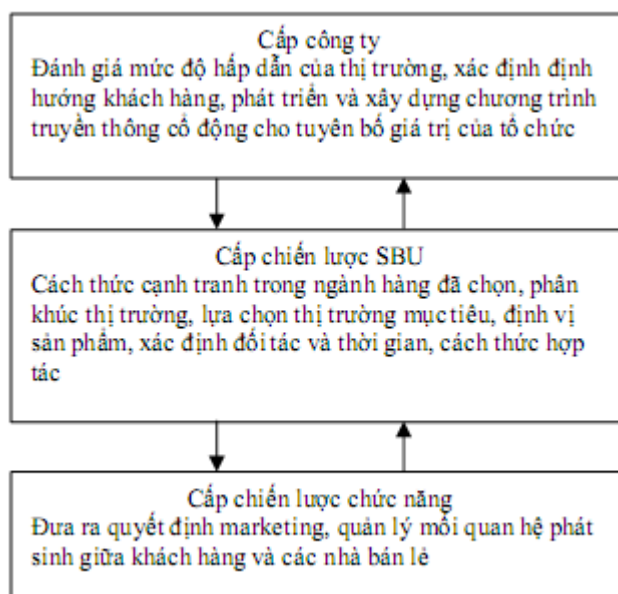 Cấp công ty
Đánh giá mức độ hấp dẫn của thị trường, xác định định
hướng khách hàng, phát triển và xây dựng chương trình
truyền thông cổ động cho tuyên bố giá trị của tổ chức
Cấp chiến lược SBU
Cách thức cạnh tranh trong ngành hàng đã chọn, phân
khúc thị trường, lựa chọn thị trường mục tiêu, định vị
sản phẩm, xác định đối tác và thời gian, cách thức hợp
tác
Cấp chiến lược chức năng
Đưa ra quyết định marketing, quản lý mối quan hệ phát
sinh giữa khách hàng và các nhà bán lẻ